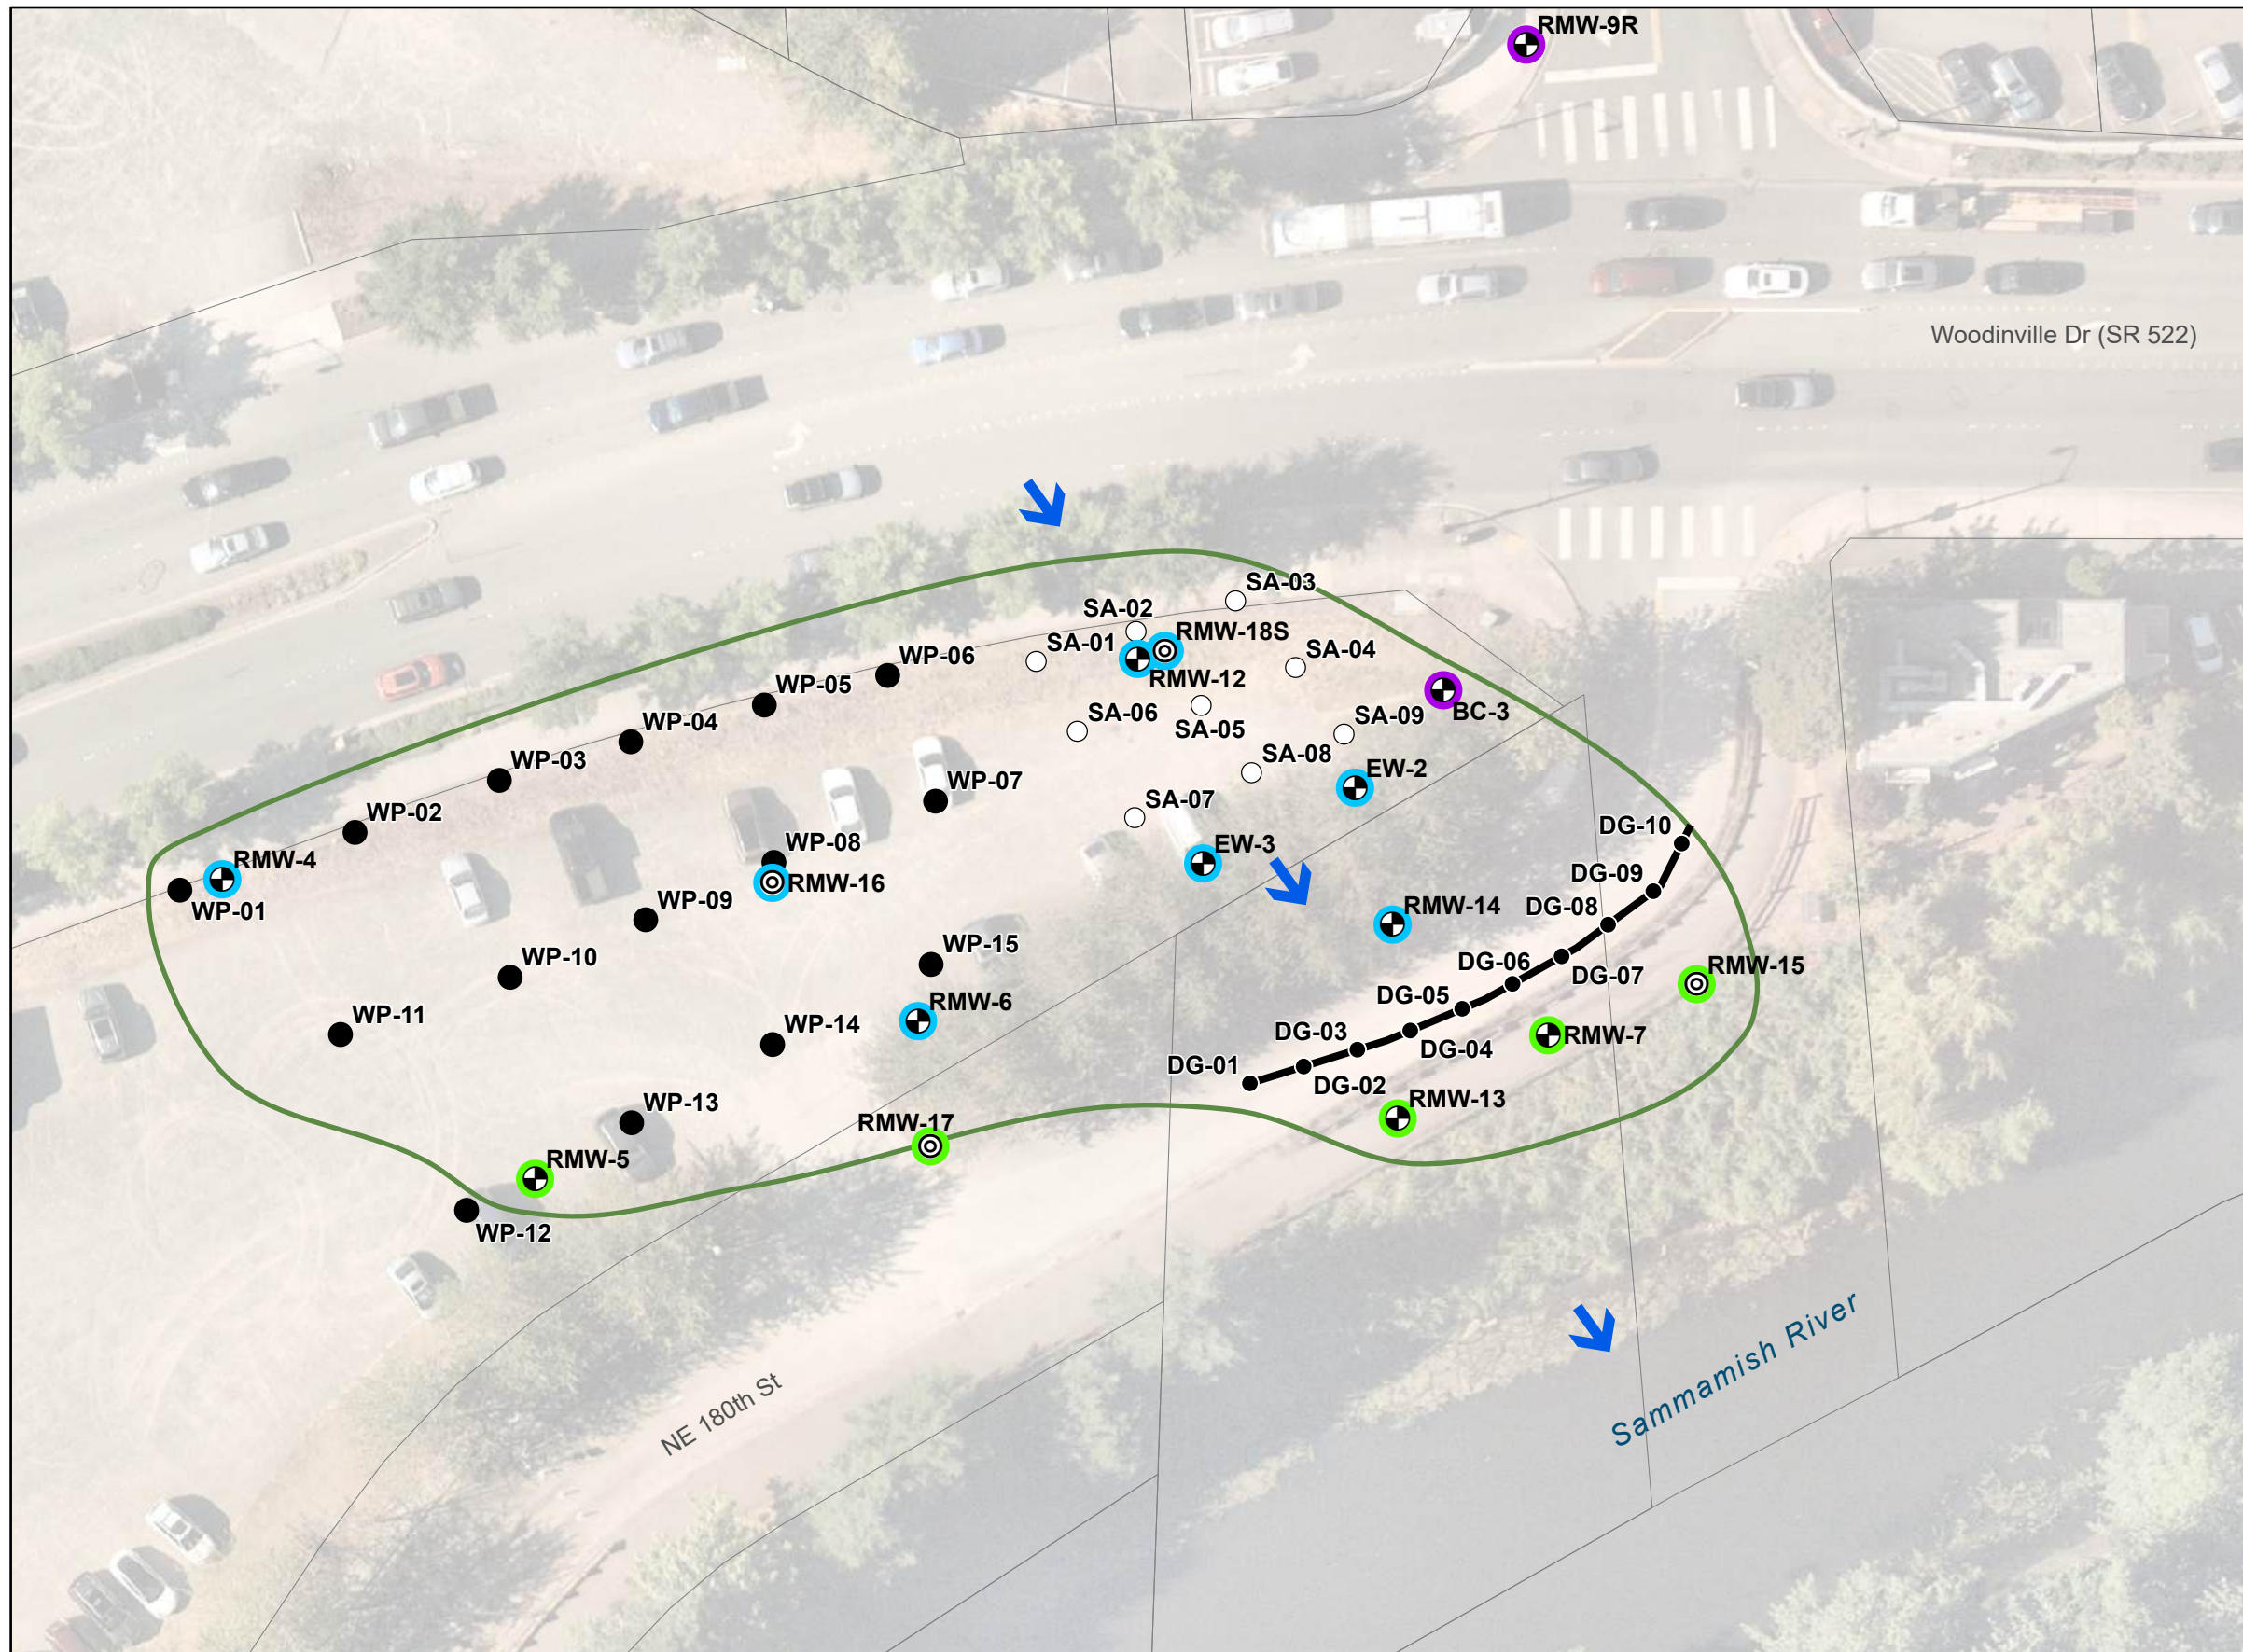 RMW-9R
Woodinville Dr (SR 522)
SA-03
SA-02
RMW-18S
SA-01
SA-04
WP-06
RMW-12
WP-05
BC-3
SA-06
SA-05
SA-09
WP-04
WP-03
SA-08
EW-2
WP-07
SA-07
WP-02
DG-10
WP-08
EW-3
RMW-4
DG-09
RMW-16
WP-09
WP-01
RMW-14
DG-08
WP-15
WP-10
DG-06
RMW-15
DG-07
DG-05
RMW-6
WP-11
WP-14
DG-03
RMW-7
DG-04
DG-01
DG-02
WP-13
RMW-13
RMW-17
RMW-5
WP-12
Sammamish River
NE 180th St